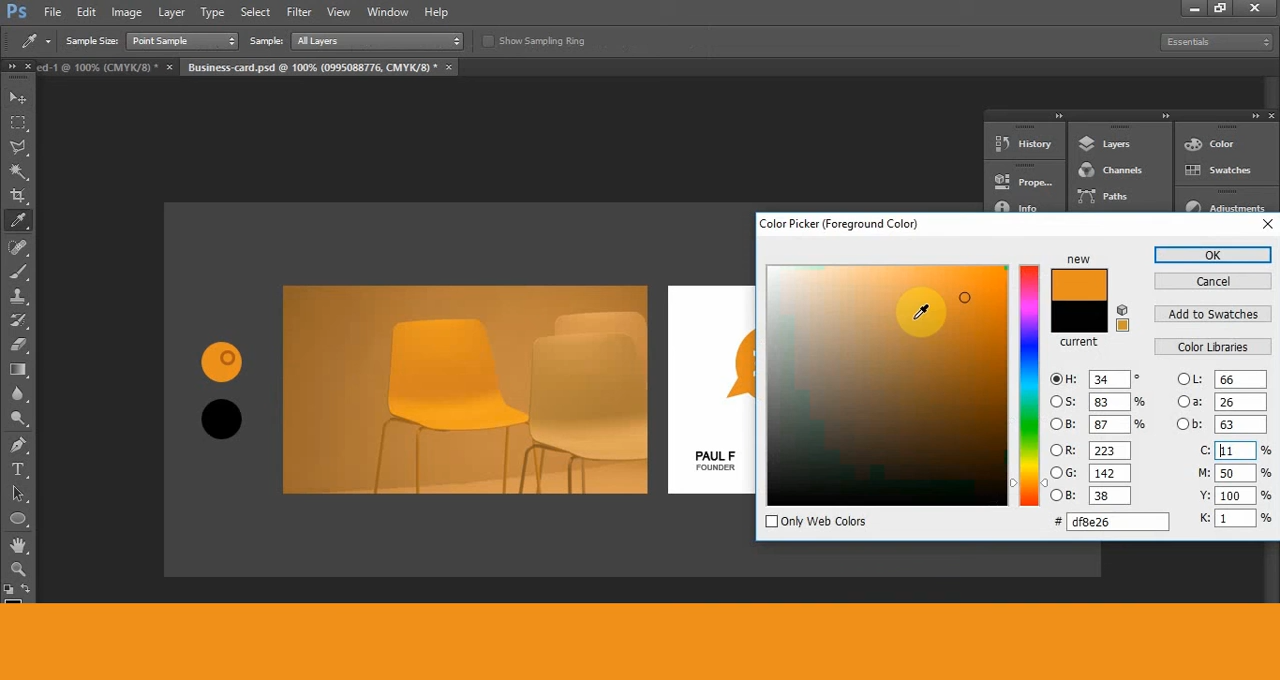 Ps File Edit Image Layer Type Select Filter View Window Help
Sample Size: Point Sample Sample: All Layers Show Sampling Ring Essentials
ed-1 @ 100% (CMYK/8) * × Business-card.psd @ 100% (0995088776, CMYK/8) * ×
History Layers Color
Channels Swatches
Prope... Paths
Info Adjustments
Color Picker (Foreground Color)
new
OK
Cancel
Add to Swatches
current
Color Libraries
H: 34 ° L: 66
S: 83 % a: 26
B: 87 % b: 63
R: 223 C: 11 %
G: 142 M: 50 %
B: 38 Y: 100 %
Only Web Colors # df8e26 K: 1 %
PAUL F
FOUNDER